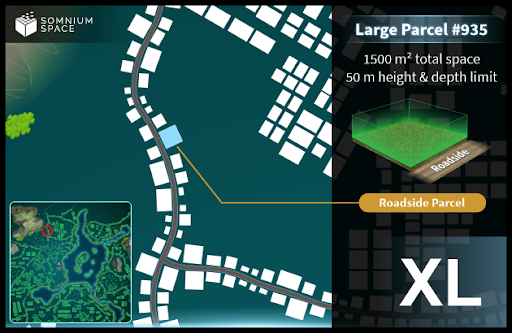 SOMNIUM
SPACE
Large Parcel #935
1500 m² total space
50 m height & depth limit
Roadside
Roadside Parcel
XL